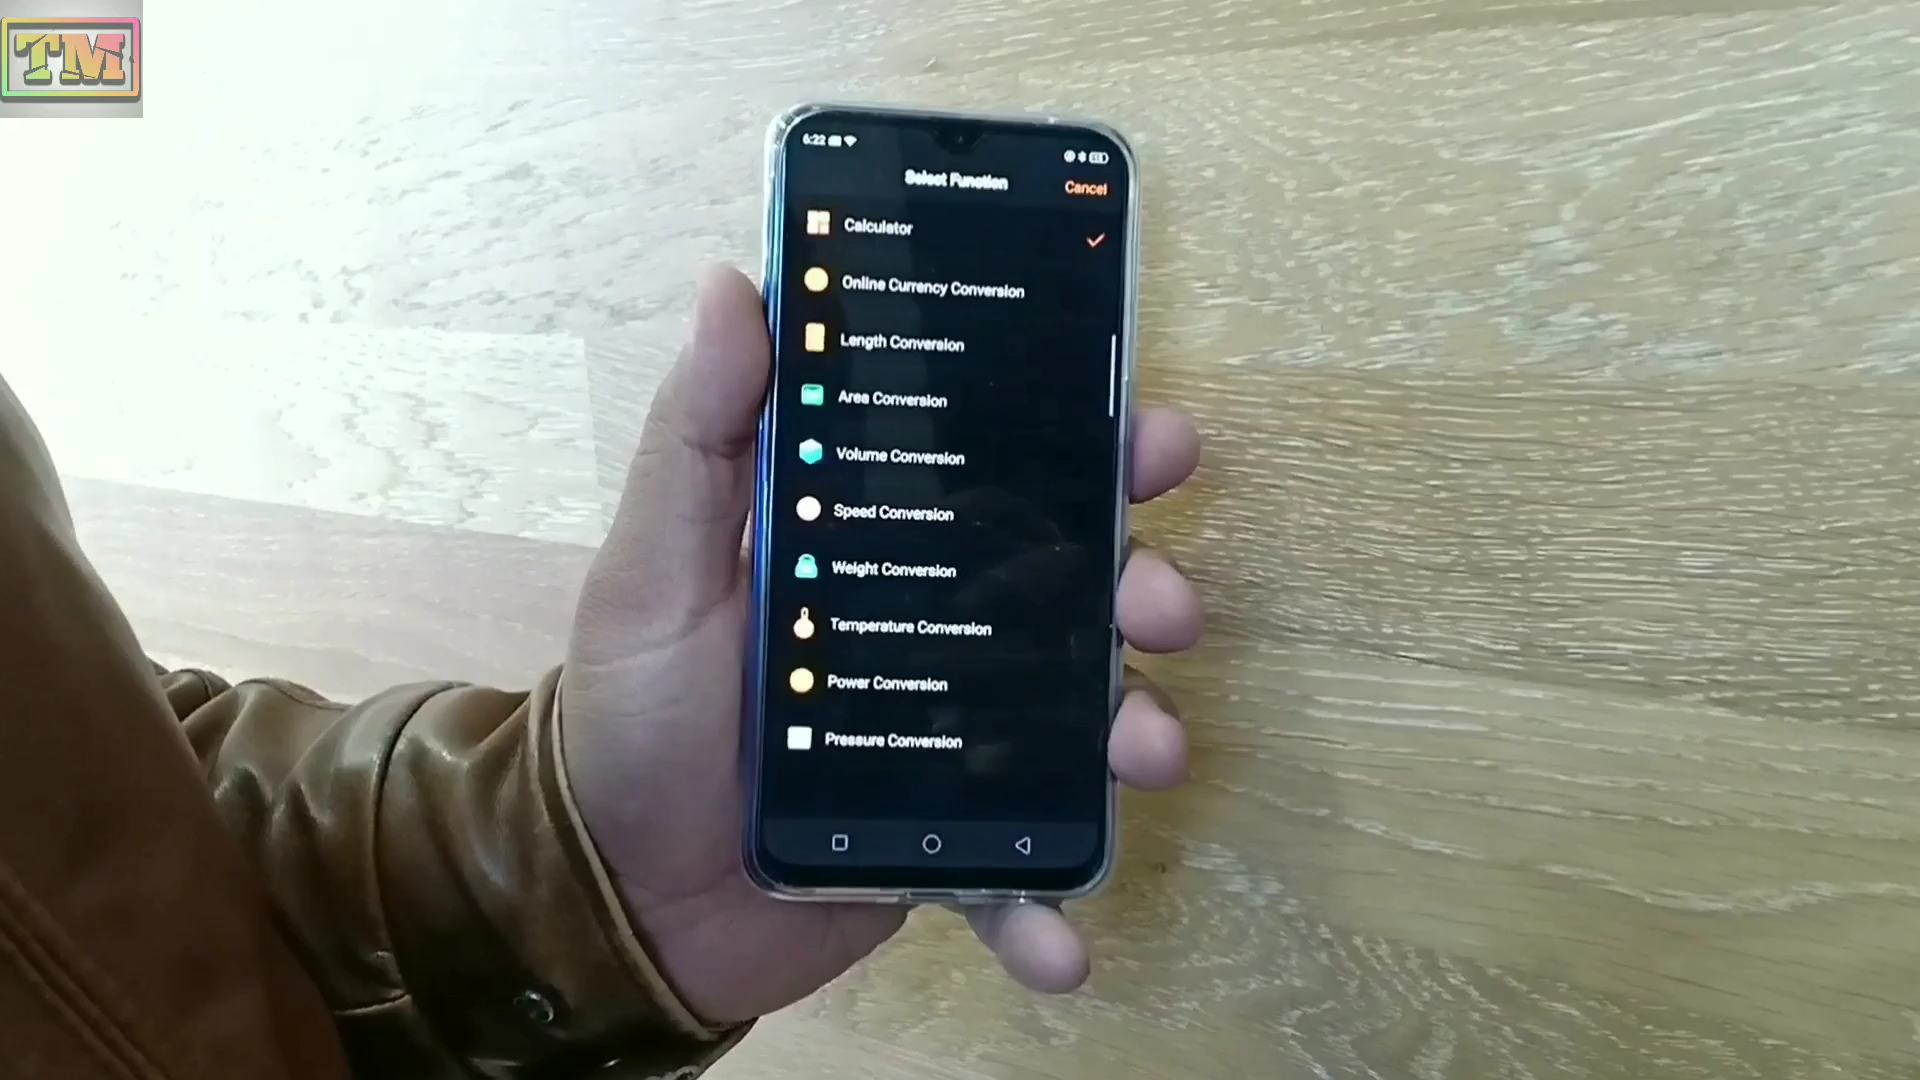 TM
6:22
Select Function
Cancel
Calculator
Online Currency Conversion
Length Conversion
Area Conversion
Volume Conversion
Speed Conversion
Weight Conversion
Temperature Conversion
Power Conversion
Pressure Conversion